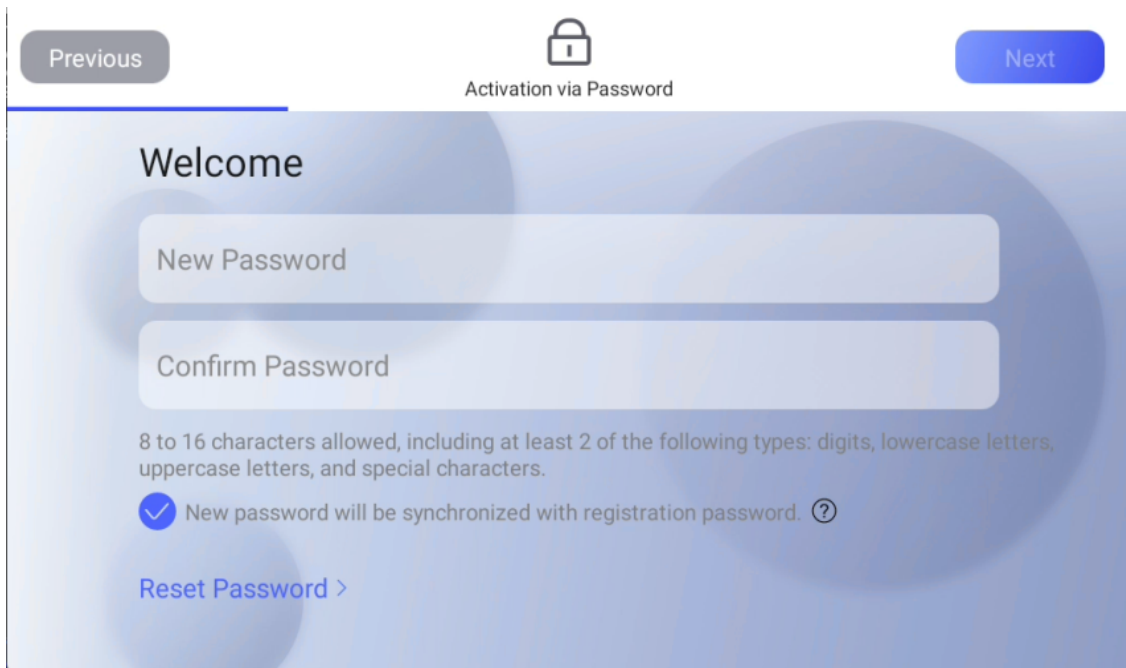 Previous
Activation via Password
Next
Welcome
New Password
Confirm Password
8 to 16 characters allowed, including at least 2 of the following types: digits, lowercase letters,
uppercase letters, and special characters.
New password will be synchronized with registration password. ?
Reset Password >